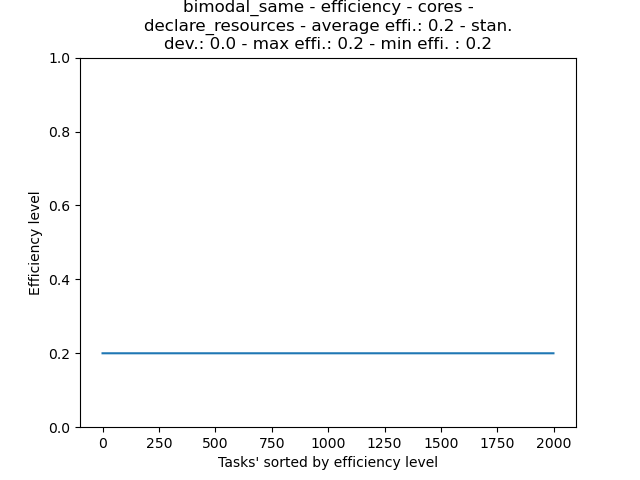 bimodal_same - efficiency - cores -
declare_resources - average effi.: 0.2 - stan.
dev.: 0.0 - max effi.: 0.2 - min effi. : 0.2
1.0
0.8
0.6
0.4
0.2
0.0
Efficiency level
0 250 500 750 1000 1250 1500 1750 2000
Tasks' sorted by efficiency level